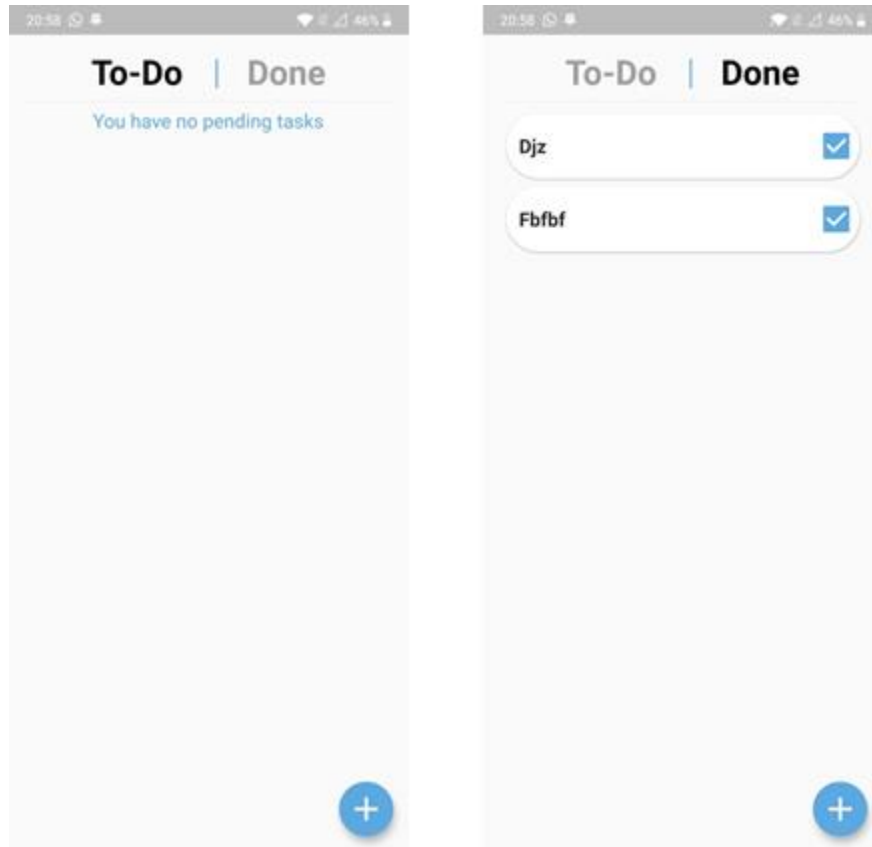 20:58 46%
To-Do | Done
You have no pending tasks
20:58 46%
To-Do | Done
Djz
Fbfbf